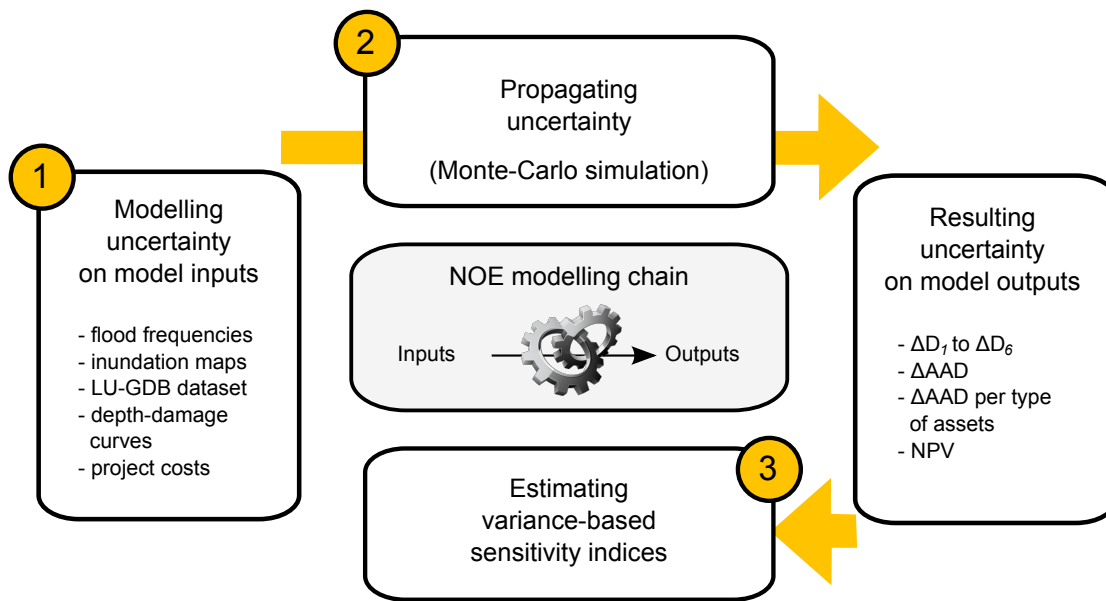 1
Modelling
uncertainty
on model inputs
- flood frequencies
- inundation maps
- LU-GDB dataset
- depth-damage
curves
- project costs
2
Propagating
uncertainty
(Monte-Carlo simulation)
NOE modelling chain
Inputs
Outputs
Resulting
uncertainty
on model outputs
- ΔD₁ to ΔD₆
- ΔAAD
- ΔAAD per type
of assets
- NPV
3
Estimating
variance-based
sensitivity indices